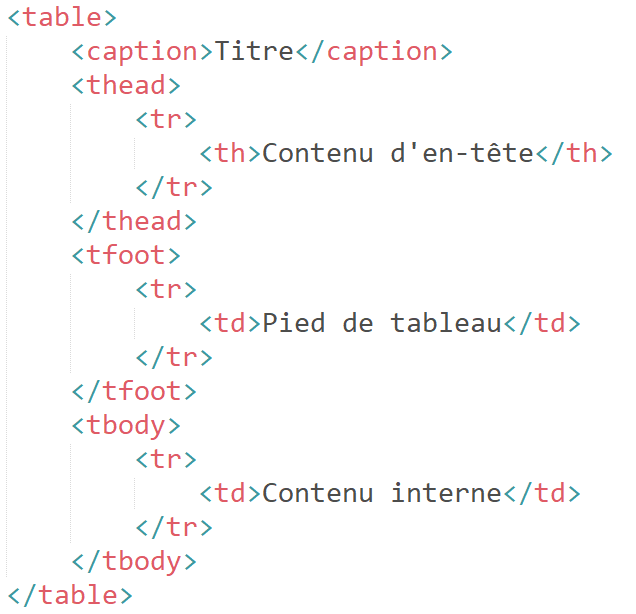 <table>
    <caption>Titre</caption>
    <thead>
        <tr>
            <th>Contenu d'en-tête</th>
        </tr>
    </thead>
    <tfoot>
        <tr>
            <td>Pied de tableau</td>
        </tr>
    </tfoot>
    <tbody>
        <tr>
            <td>Contenu interne</td>
        </tr>
    </tbody>
</table>